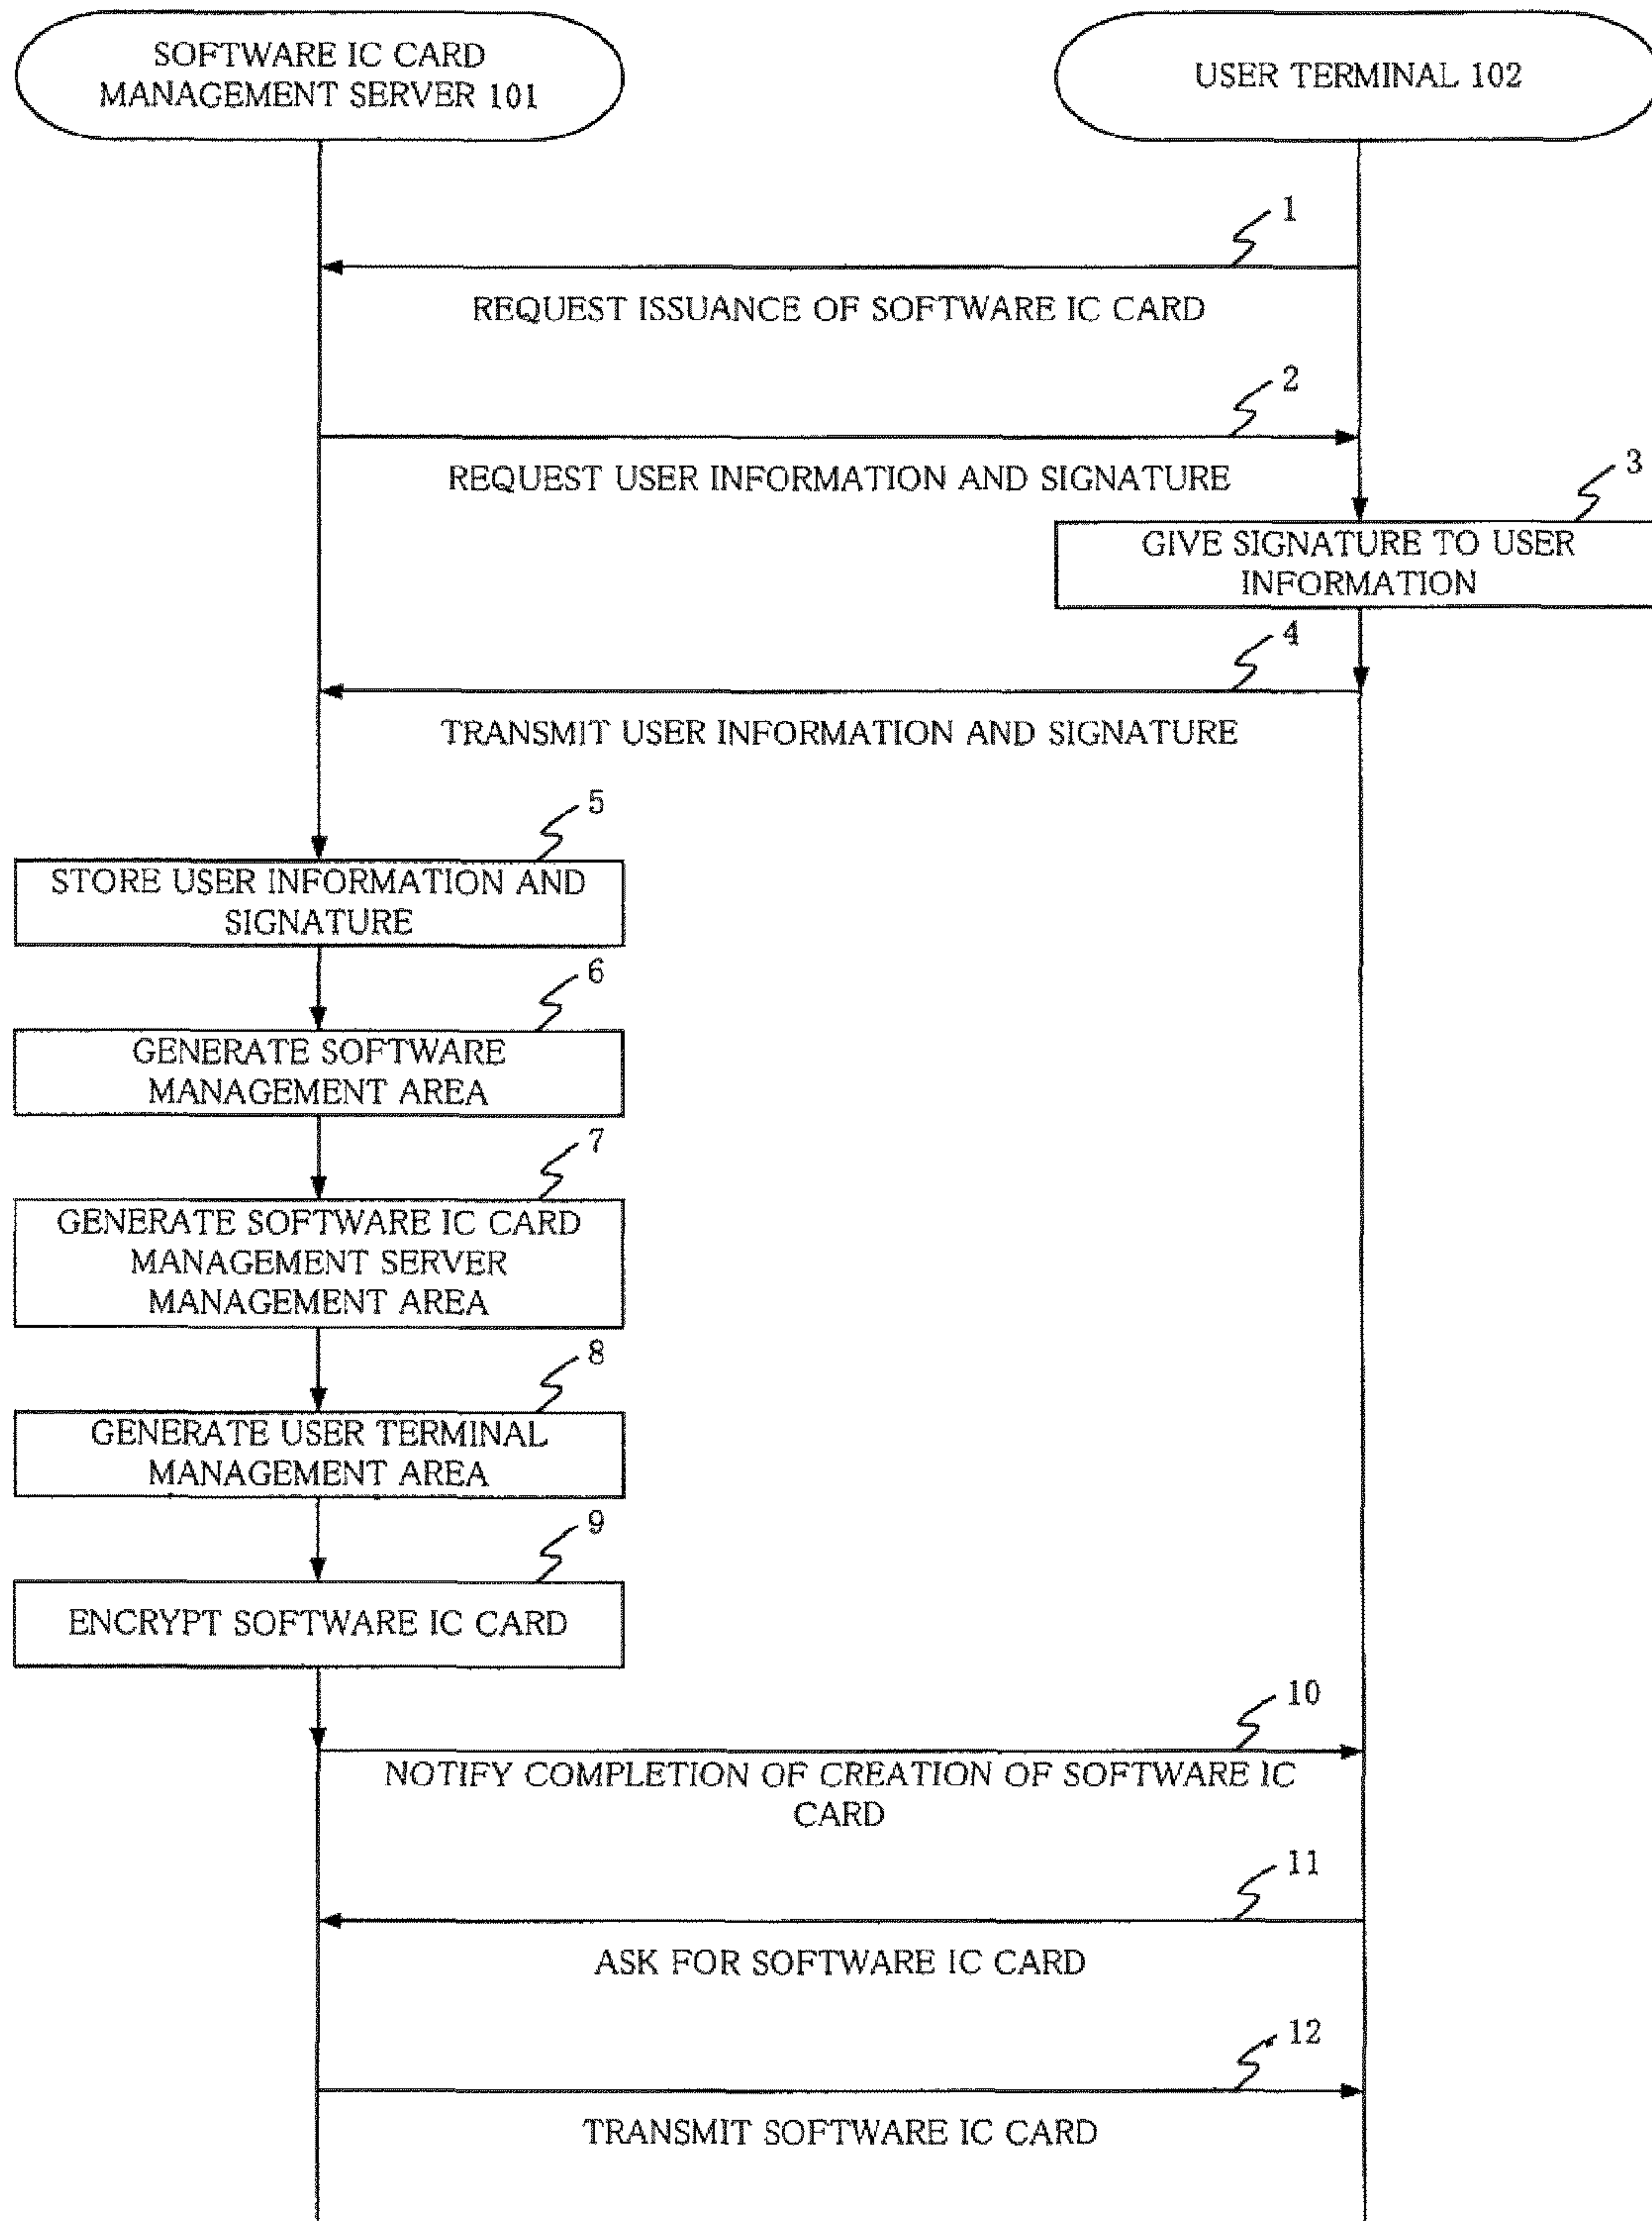 SOFTWARE IC CARD
MANAGEMENT SERVER 101
USER TERMINAL 102
1
REQUEST ISSUANCE OF SOFTWARE IC CARD
2
REQUEST USER INFORMATION AND SIGNATURE
3
GIVE SIGNATURE TO USER
INFORMATION
4
TRANSMIT USER INFORMATION AND SIGNATURE
5
STORE USER INFORMATION AND
SIGNATURE
6
GENERATE SOFTWARE
MANAGEMENT AREA
7
GENERATE SOFTWARE IC CARD
MANAGEMENT SERVER
MANAGEMENT AREA
8
GENERATE USER TERMINAL
MANAGEMENT AREA
9
ENCRYPT SOFTWARE IC CARD
10
NOTIFY COMPLETION OF CREATION OF SOFTWARE IC
CARD
11
ASK FOR SOFTWARE IC CARD
12
TRANSMIT SOFTWARE IC CARD